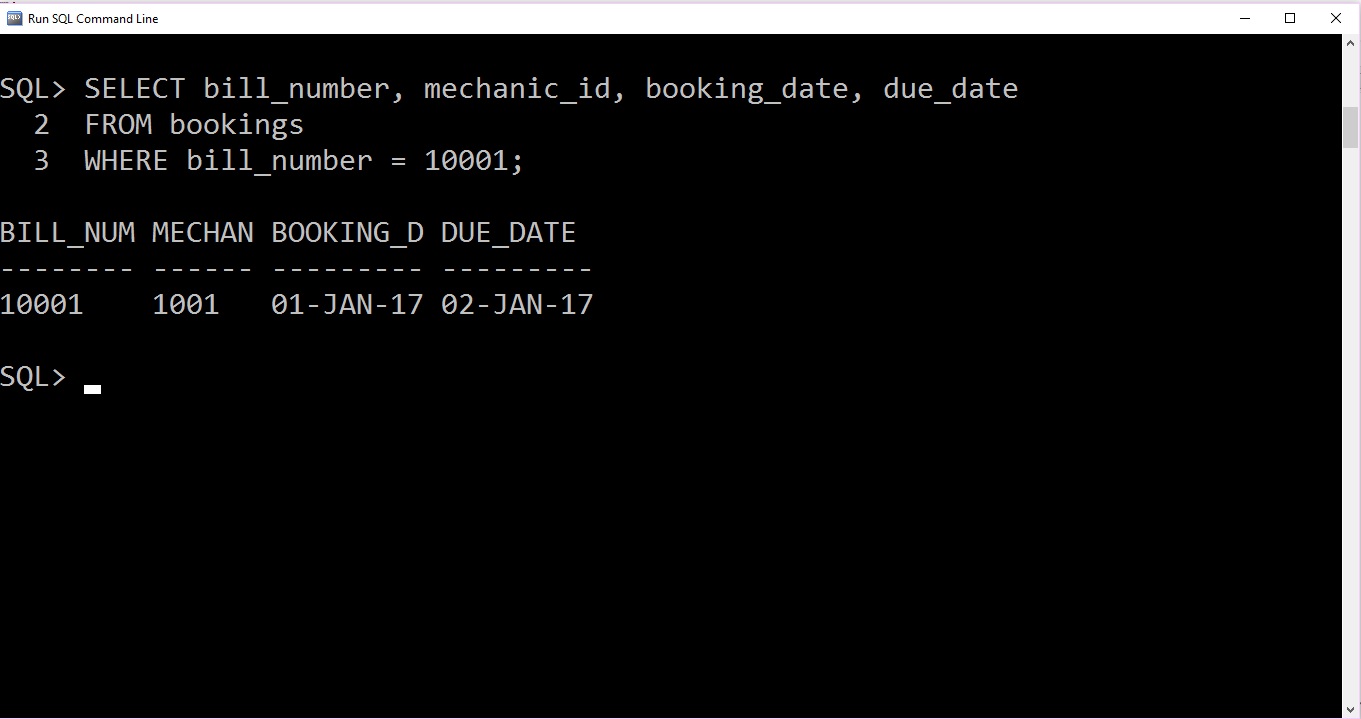 Run SQL Command Line
SQL> SELECT bill_number, mechanic_id, booking_date, due_date
  2  FROM bookings
  3  WHERE bill_number = 10001;
BILL_NUM MECHAN BOOKING_D DUE_DATE
-------- ------ --------- ---------
10001    1001   01-JAN-17 02-JAN-17
SQL>